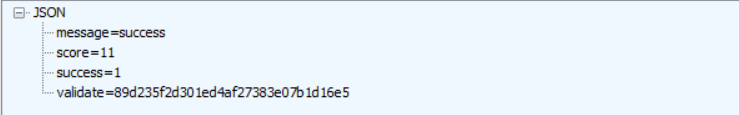 JSON
message=success
score=11
success=1
validate=89d235f2d301ed4af27383e07b1d16e5